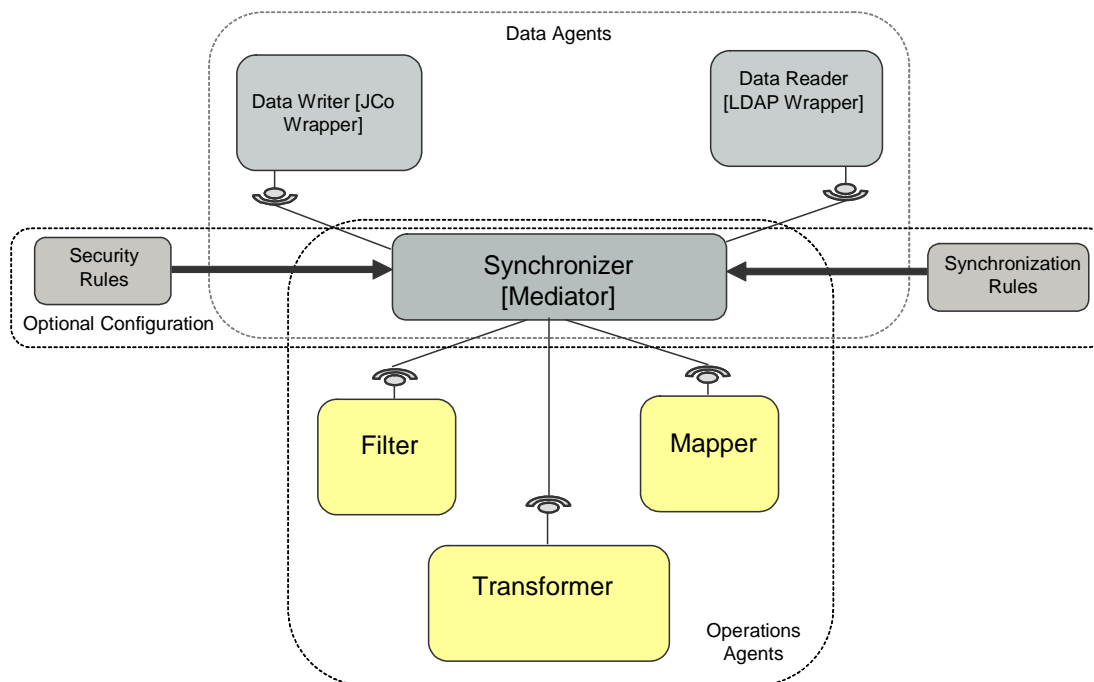 Data Agents
Data Writer [JCo
Wrapper]
Data Reader
[LDAP Wrapper]
Security
Rules
Synchronizer
[Mediator]
Synchronization
Rules
Optional Configuration
Filter
Mapper
Transformer
Operations
Agents